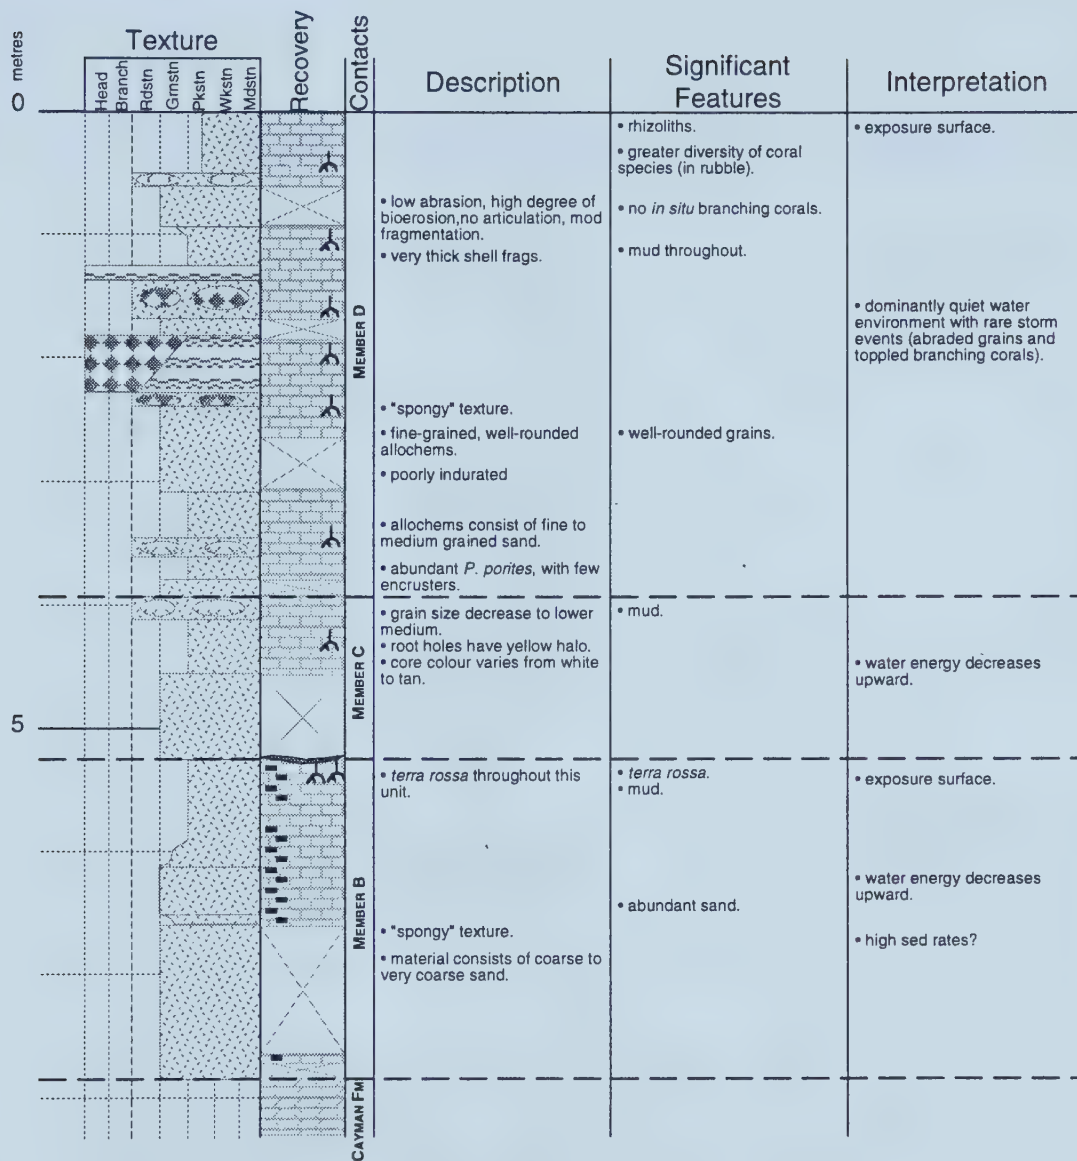 0 metres
Texture
Head
Branch
Rdstn
Grnstn
Pkstn
Wkstn
Mdstn
Recovery
Contacts
Description
Significant
Features
Interpretation
MEMBER D
• low abrasion, high degree of
bioerosion,no articulation, mod
fragmentation.
• very thick shell frags.
• "spongy" texture.
• fine-grained, well-rounded
allochems.
• poorly indurated
• allochems consist of fine to
medium grained sand.
• abundant P. porites, with few
encrusters.
• rhizoliths.
• greater diversity of coral
species (in rubble).
• no in situ branching corals.
• mud throughout.
• well-rounded grains.
• exposure surface.
• dominantly quiet water
environment with rare storm
events (abraded grains and
toppled branching corals).
MEMBER C
• grain size decrease to lower
medium.
• root holes have yellow halo.
• core colour varies from white
to tan.
• mud.
• water energy decreases
upward.
5
MEMBER B
• terra rossa throughout this
unit.
• "spongy" texture.
• material consists of coarse to
very coarse sand.
• terra rossa.
• mud.
• abundant sand.
• exposure surface.
• water energy decreases
upward.
• high sed rates?
CAYMAN FM